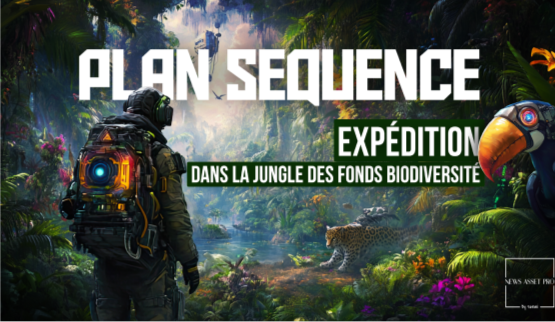 PLAN SEQUENCE
EXPÉDITION
DANS LA JUNGLE DES FONDS BIODIVERSITÉ
NEWS ASSET PRO